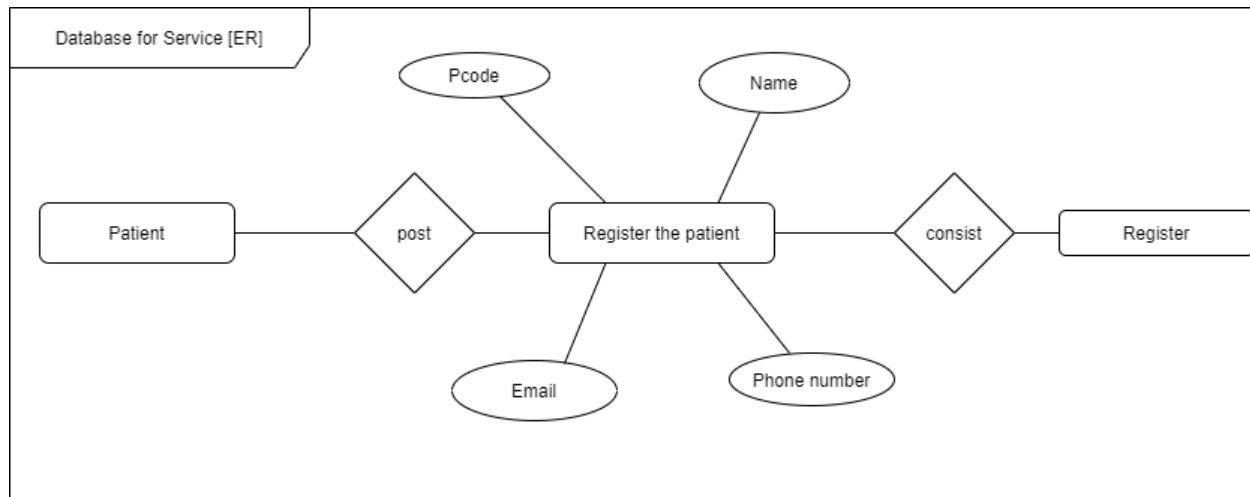 Database for Service [ER]
Pcode
Name
Patient
post
Register the patient
consist
Register
Email
Phone number